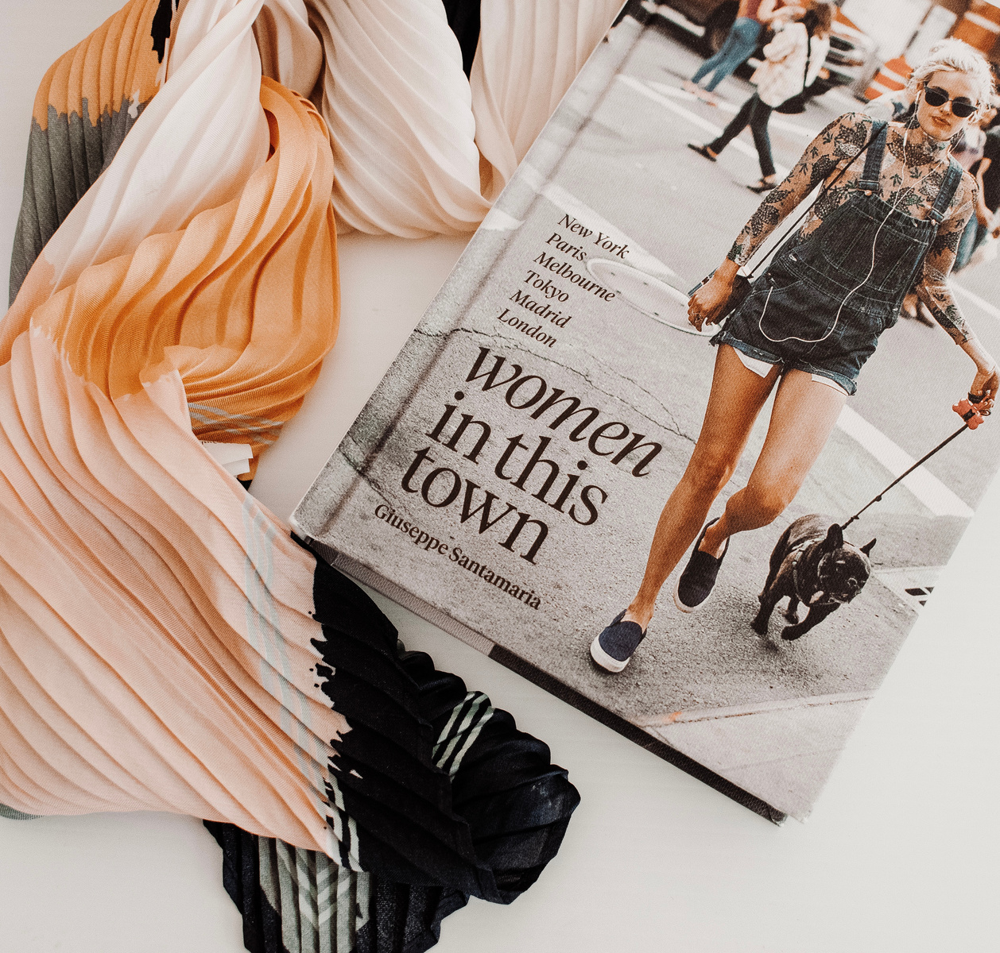 New York
Paris
Melbourne
Tokyo
Madrid
London
women
in this
town
Giuseppe Santamaria